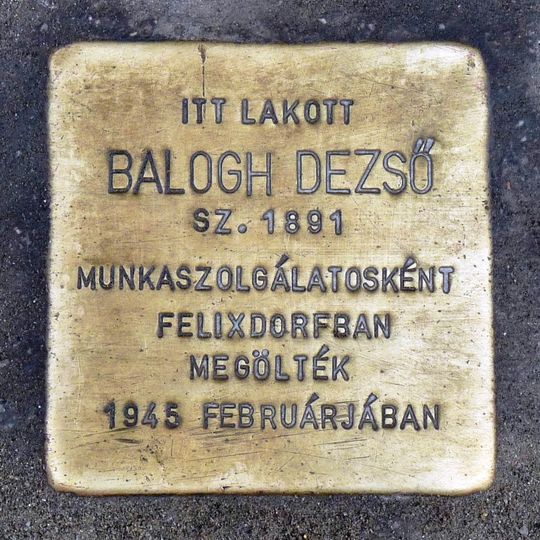 ITT LAKOTT
BALOGH DEZSŐ
SZ. 1891
MUNKASZOLGÁLATOSKÉNT
FELIXDORFBAN
MEGÖLTÉK
1945 FEBRUÁRJÁBAN